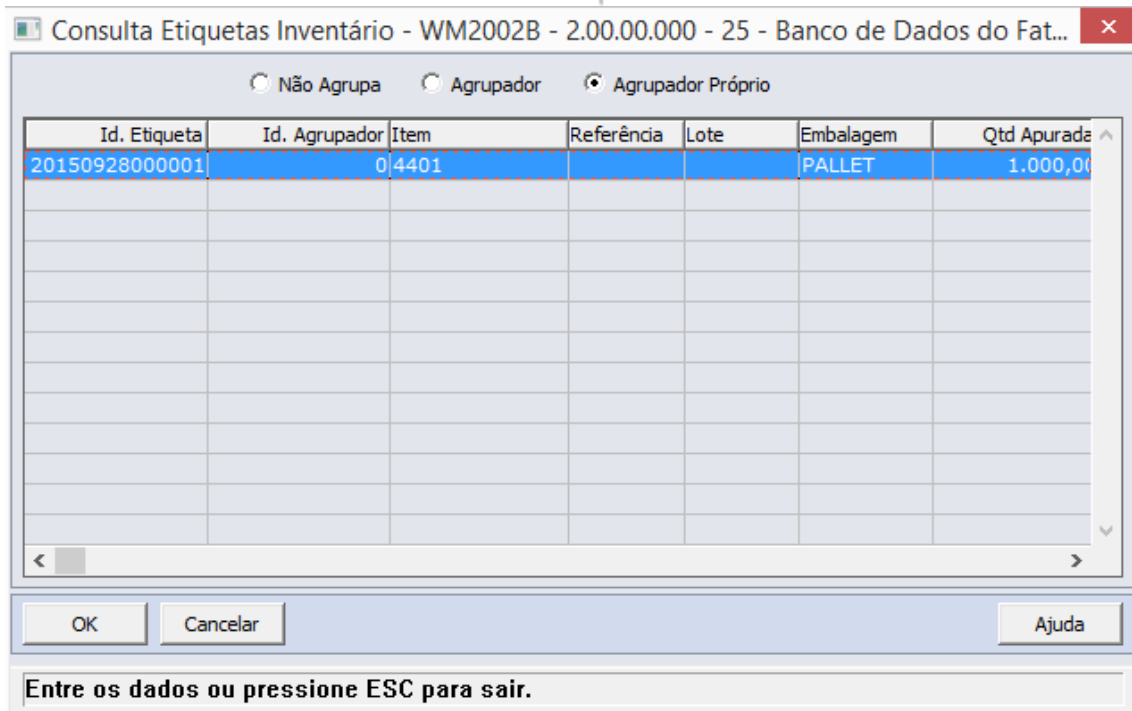 Consulta Etiquetas Inventário - WM2002B - 2.00.00.000 - 25 - Banco de Dados do Fat...
Não Agrupa Agrupador Agrupador Próprio
Id. Etiqueta Id. Agrupador Item Referência Lote Embalagem Qtd Apurada
20150928000001 0 4401 PALLET 1.000,00
OK Cancelar Ajuda
Entre os dados ou pressione ESC para sair.